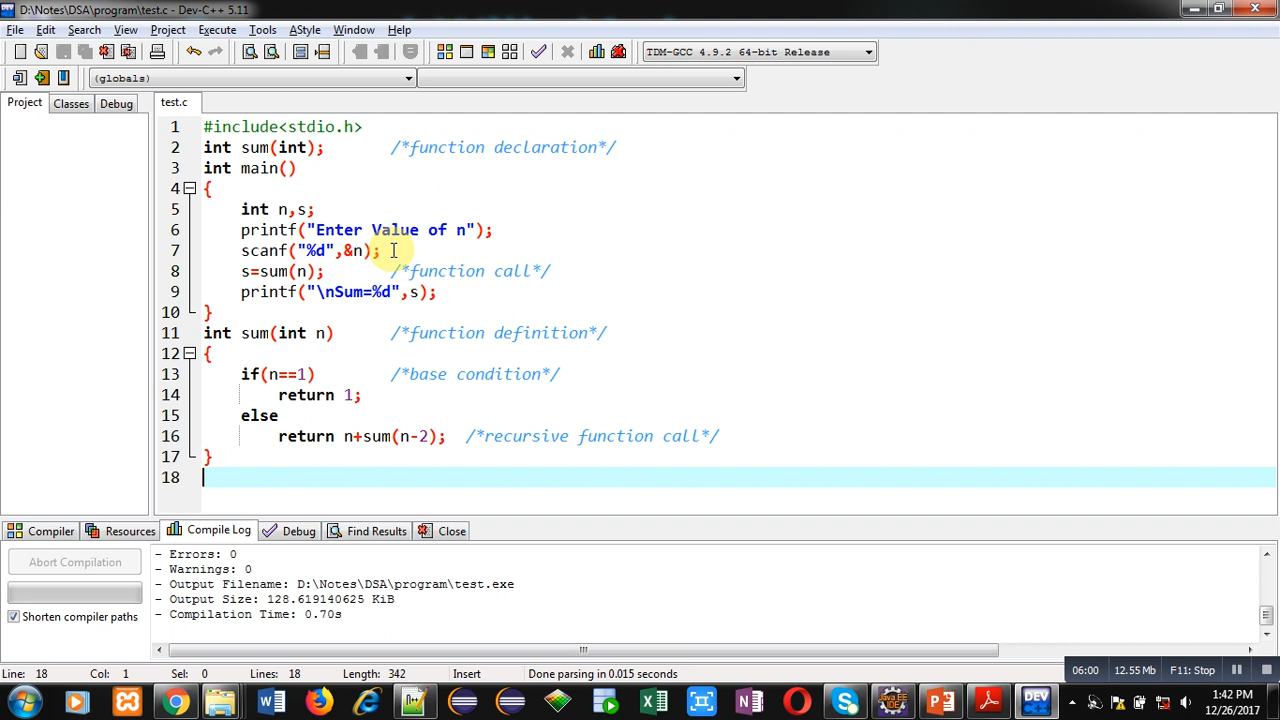 D:\Notes\DSA\program\test.c - Dev-C++ 5.11
File Edit Search View Project Execute Tools AStyle Window Help
TDM-GCC 4.9.2 64-bit Release
(globals)
Project Classes Debug
test.c
1 #include<stdio.h>
2 int sum(int); /*function declaration*/
3 int main()
4 {
5 int n,s;
6 printf("Enter Value of n");
7 scanf("%d",&n);
8 s=sum(n); /*function call*/
9 printf("\nSum=%d",s);
10 }
11 int sum(int n) /*function definition*/
12 {
13 if(n==1) /*base condition*/
14 return 1;
15 else
16 return n+sum(n-2); /*recursive function call*/
17 }
18
Compiler Resources Compile Log Debug Find Results Close
Abort Compilation
Shorten compiler paths
- Errors: 0
- Warnings: 0
- Output Filename: D:\Notes\DSA\program\test.exe
- Output Size: 128.619140625 KiB
- Compilation Time: 0.70s
Line: 18 Col: 1 Sel: 0 Lines: 18 Length: 342 Insert Done parsing in 0.015 seconds
06:00 12.55 Mb F11: Stop
1:42 PM
12/26/2017